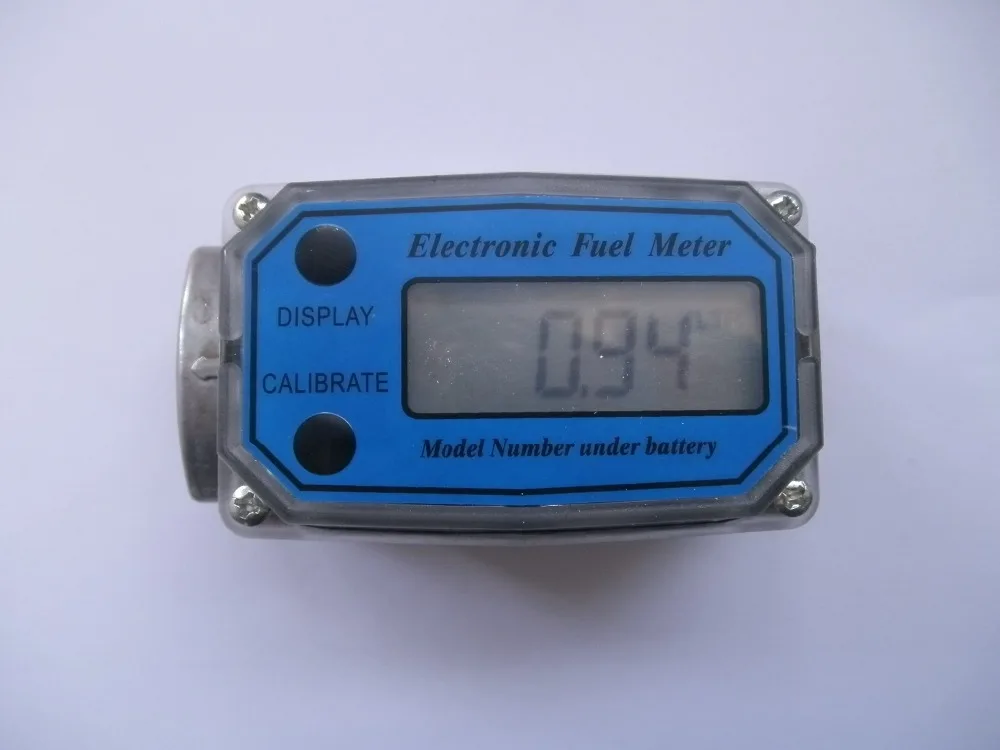 Electronic Fuel Meter
DISPLAY
0.94
CALIBRATE
Model Number under battery